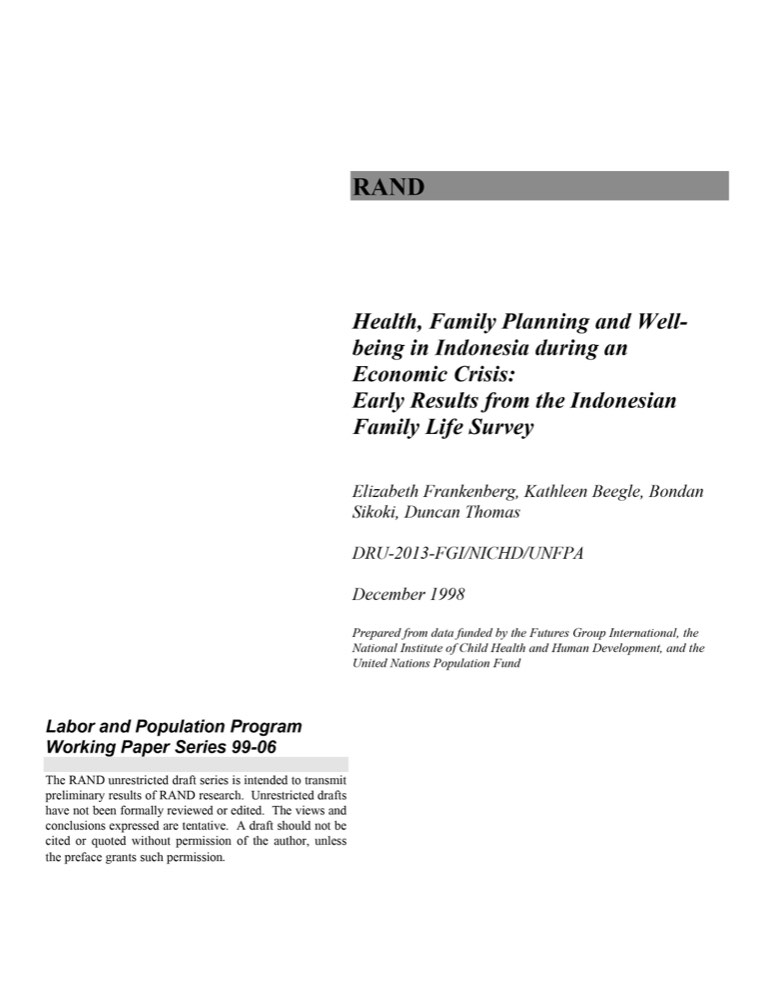 RAND
Health, Family Planning and Well-
being in Indonesia during an
Economic Crisis:
Early Results from the Indonesian
Family Life Survey
Elizabeth Frankenberg, Kathleen Beegle, Bondan
Sikoki, Duncan Thomas
DRU-2013-FGI/NICHD/UNFPA
December 1998
Prepared from data funded by the Futures Group International, the
National Institute of Child Health and Human Development, and the
United Nations Population Fund
Labor and Population Program
Working Paper Series 99-06
The RAND unrestricted draft series is intended to transmit
preliminary results of RAND research.  Unrestricted drafts
have not been formally reviewed or edited.  The views and
conclusions expressed are tentative.  A draft should not be
cited or quoted without permission of the author, unless
the preface grants such permission.